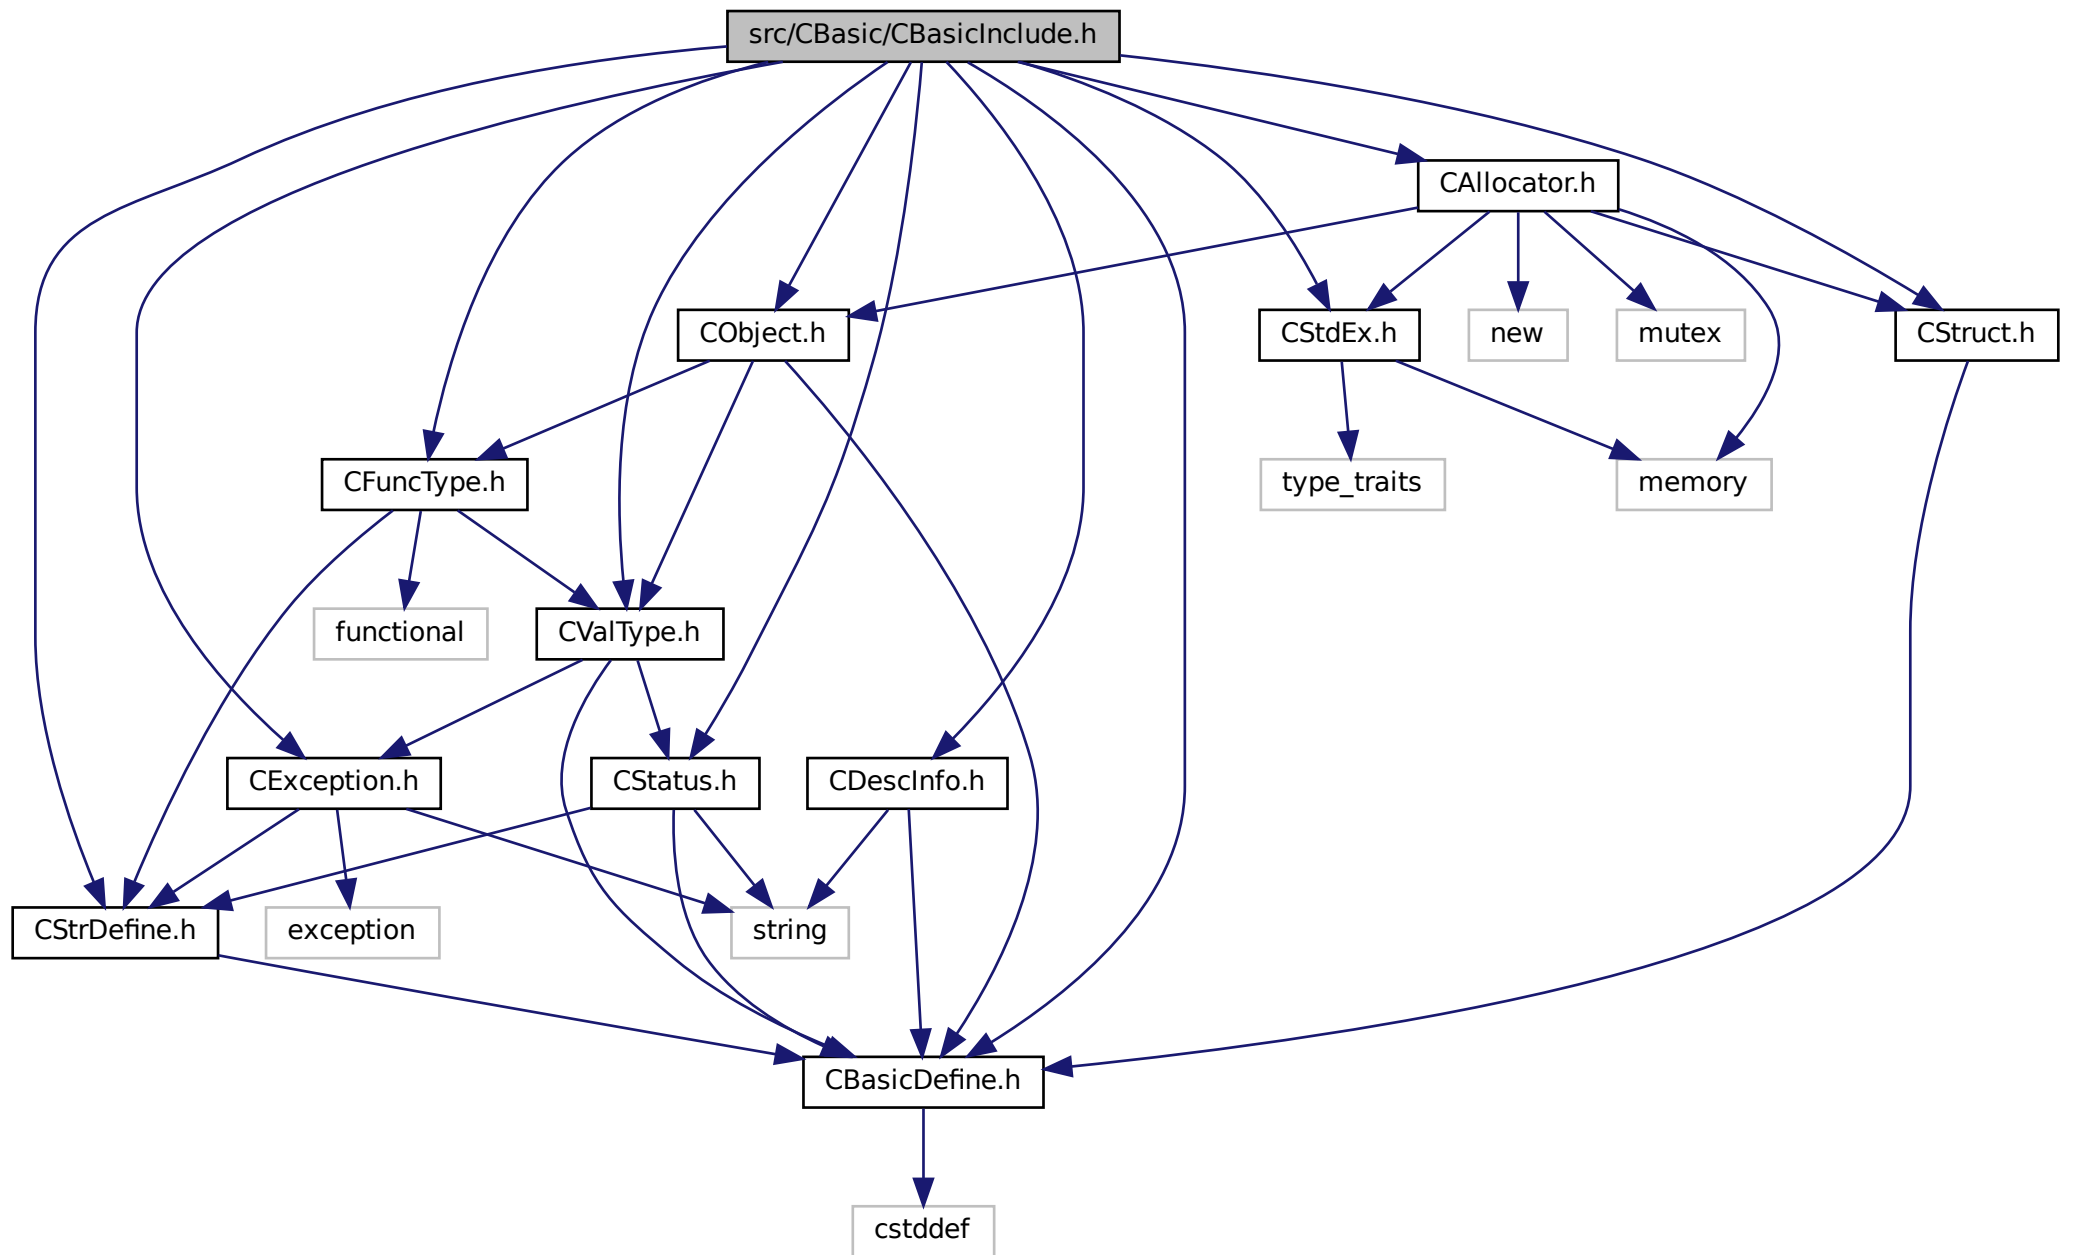 src/CBasic/CBasicInclude.h
CAllocator.h
CObject.h
CStdEx.h
new
mutex
CStruct.h
CFuncType.h
type_traits
memory
functional
CValType.h
CException.h
CStatus.h
CDescInfo.h
CStrDefine.h
exception
string
CBasicDefine.h
cstddef